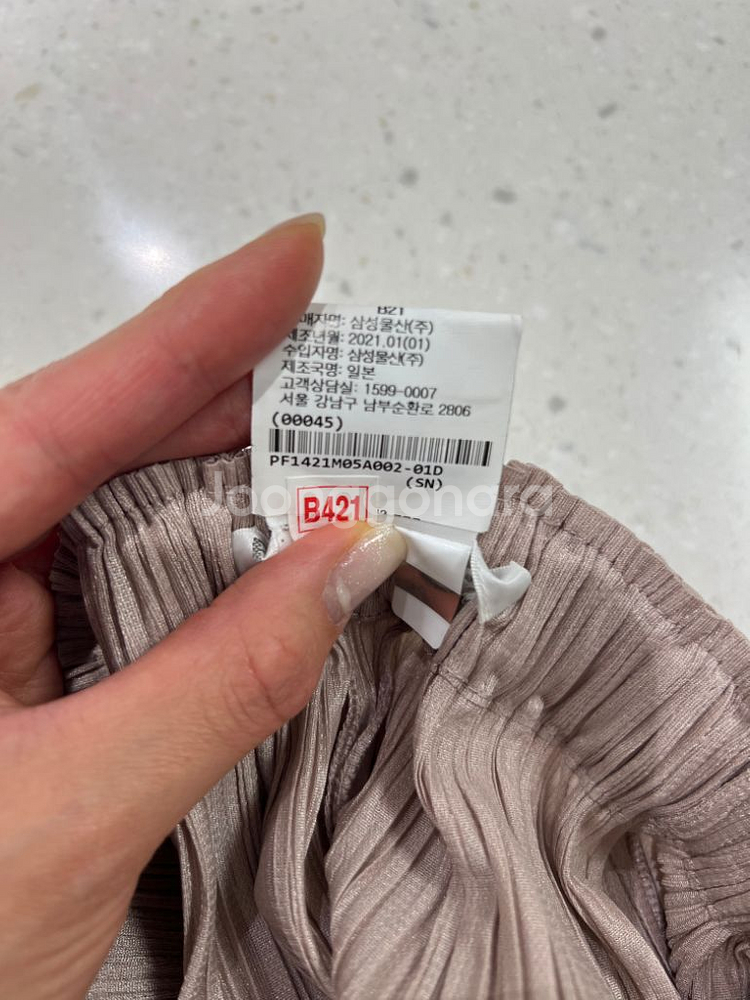 B21
매자명: 삼성물산(주)
제조년월: 2021.01(01)
수입자명: 삼성물산(주)
제조국명: 일본
고객상담실: 1599-0007
서울 강남구 남부순환로 2806
(00045)
PF1421M05A002-01D
(SN)
Joonggonara
B421